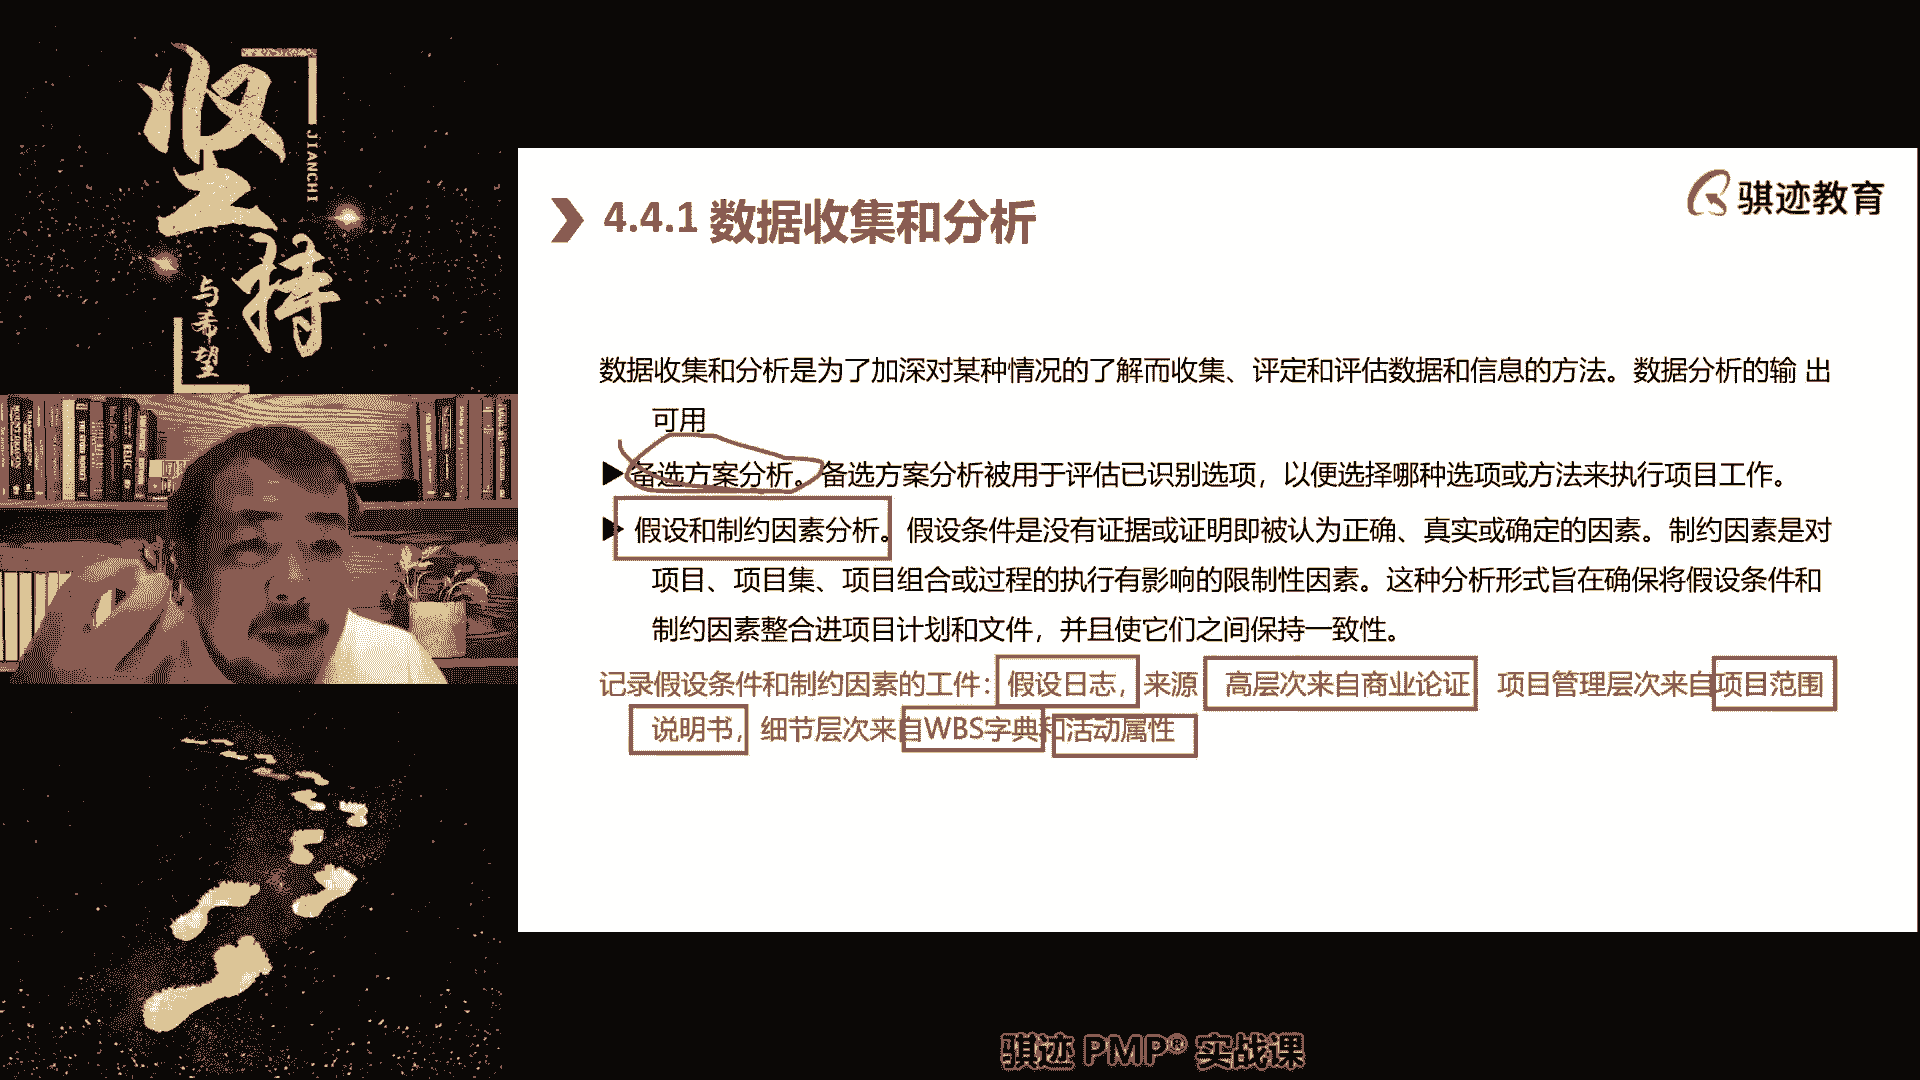 坚持
JIANCHI
与希望
骐迹教育
4.4.1 数据收集和分析
数据收集和分析是为了加深对某种情况的了解而收集、评定和评估数据和信息的方法。数据分析的输 出
可用
备选方案分析。备选方案分析被用于评估已识别选项，以便选择哪种选项或方法来执行项目工作。
假设和制约因素分析。假设条件是没有证据或证明即被认为正确、真实或确定的因素。制约因素是对
项目、项目集、项目组合或过程的执行有影响的限制性因素。这种分析形式旨在确保将假设条件和
制约因素整合进项目计划和文件，并且使它们之间保持一致性。
记录假设条件和制约因素的工件：假设日志，来源 高层次来自商业论证 项目管理层次来自项目范围
说明书，细节层次来自WBS字典和活动属性
骐迹 PMP® 实战课